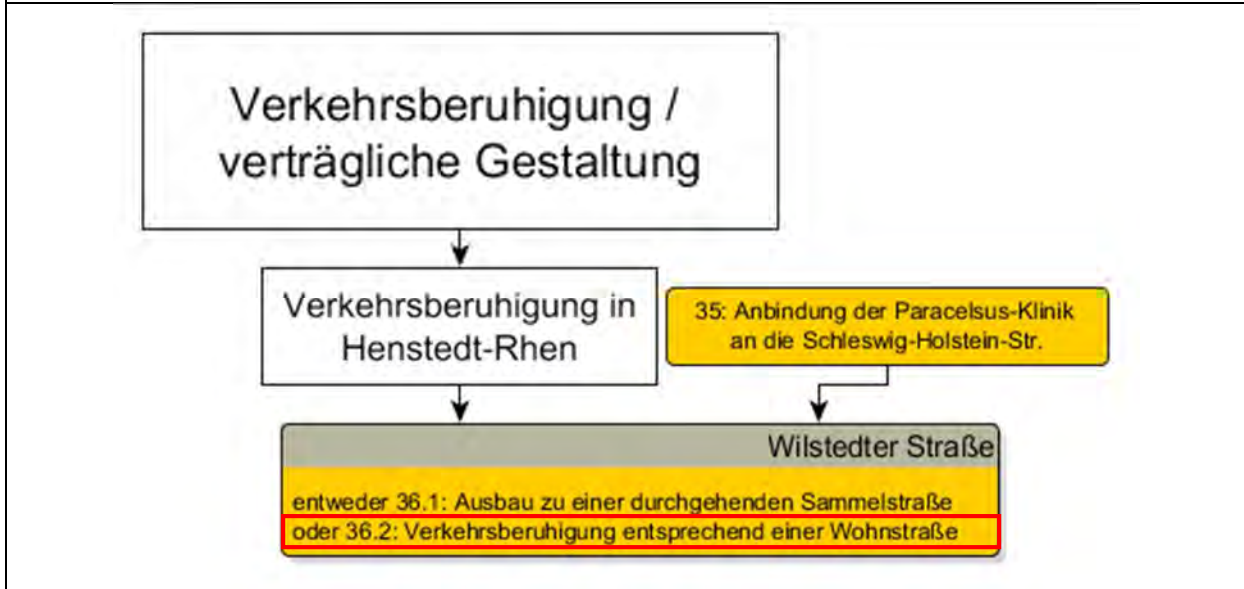 Verkehrsberuhigung /
verträgliche Gestaltung
Verkehrsberuhigung in
Henstedt-Rhen
35: Anbindung der Paracelsus-Klinik
an die Schleswig-Holstein-Str.
Wilstedter Straße
entweder 36.1: Ausbau zu einer durchgehenden Sammelstraße
oder 36.2: Verkehrsberuhigung entsprechend einer Wohnstraße